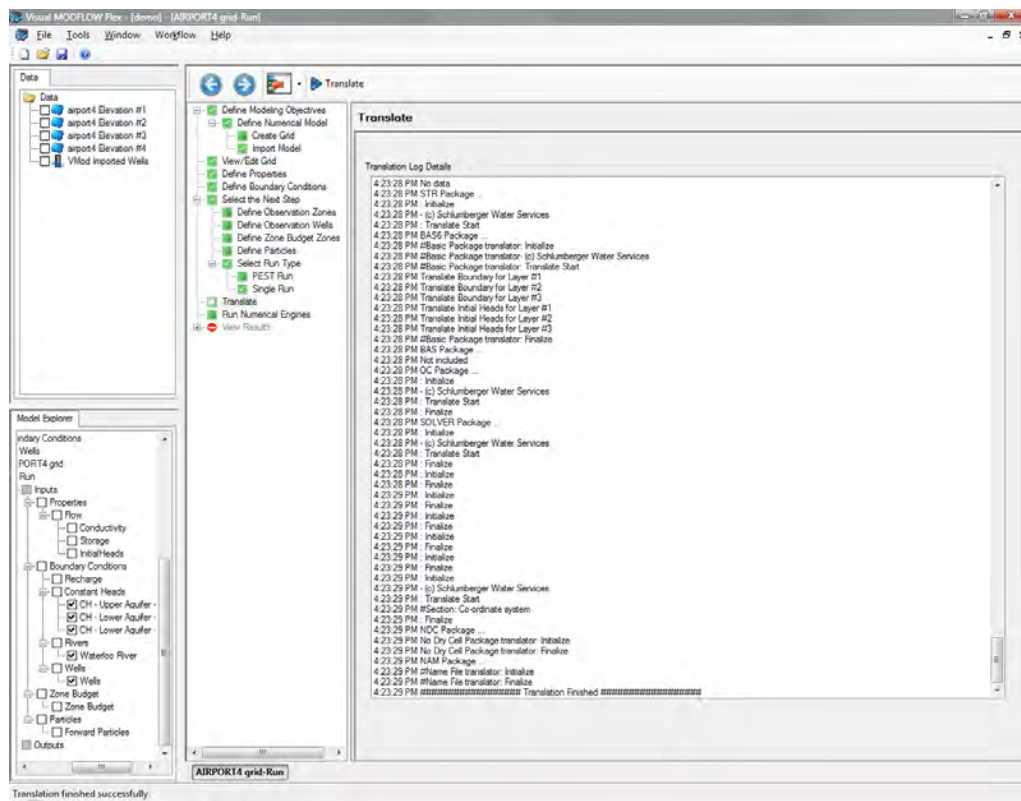 Visual MODFLOW Flex - [demo] - [AIRPORT4 grid-Run]
File Tools Window Workflow Help
Data
Data
airport4 Elevation #1
airport4 Elevation #2
airport4 Elevation #3
airport4 Elevation #4
VMod Imported Wells
Model Explorer
ndary Conditions
Wells
PORT4 grid
Run
Inputs
Properties
Flow
Conductivity
Storage
InitialHeads
Boundary Conditions
Recharge
Constant Heads
CH - Upper Aquifer -
CH - Lower Aquifer -
CH - Lower Aquifer -
Rivers
Waterloo River
Wells
Wells
Zone Budget
Zone Budget
Particles
Forward Particles
Outputs
Translate
Define Modeling Objectives
Define Numerical Model
Create Grid
Import Model
View/Edit Grid
Define Properties
Define Boundary Conditions
Select the Next Step
Define Observation Zones
Define Observation Wells
Define Zone Budget Zones
Define Particles
Select Run Type
PEST Run
Single Run
Translate
Run Numerical Engines
View Results
Translate
Translation Log Details
4:23:28 PM No data
4:23:28 PM STR Package ...
4:23:28 PM : Initialize
4:23:28 PM - (c) Schlumberger Water Services
4:23:28 PM : Translate Start
4:23:28 PM BAS6 Package ...
4:23:28 PM #Basic Package translator: Initialize
4:23:28 PM #Basic Package translator- (c) Schlumberger Water Services
4:23:28 PM #Basic Package translator: Translate Start
4:23:28 PM Translate Boundary for Layer #1
4:23:28 PM Translate Boundary for Layer #2
4:23:28 PM Translate Boundary for Layer #3
4:23:28 PM Translate Initial Heads for Layer #1
4:23:28 PM Translate Initial Heads for Layer #2
4:23:28 PM Translate Initial Heads for Layer #3
4:23:28 PM #Basic Package translator: Finalize
4:23:28 PM BAS Package ...
4:23:28 PM Not included
4:23:28 PM OC Package ...
4:23:28 PM : Initialize
4:23:28 PM - (c) Schlumberger Water Services
4:23:28 PM : Translate Start
4:23:28 PM : Finalize
4:23:28 PM SOLVER Package ...
4:23:28 PM : Initialize
4:23:28 PM - (c) Schlumberger Water Services
4:23:28 PM : Translate Start
4:23:28 PM : Finalize
4:23:28 PM : Initialize
4:23:28 PM : Finalize
4:23:29 PM : Initialize
4:23:29 PM : Finalize
4:23:29 PM : Initialize
4:23:29 PM : Finalize
4:23:29 PM : Initialize
4:23:29 PM : Finalize
4:23:29 PM : Initialize
4:23:29 PM : Finalize
4:23:29 PM : Initialize
4:23:29 PM - (c) Schlumberger Water Services
4:23:29 PM : Translate Start
4:23:29 PM #Section: Co-ordinate system
4:23:29 PM : Finalize
4:23:29 PM NDC Package ...
4:23:29 PM No Dry Cell Package translator: Initialize
4:23:29 PM No Dry Cell Package translator: Finalize
4:23:29 PM NAM Package ...
4:23:29 PM #Name File translator: Initialize
4:23:29 PM #Name File translator: Finalize
4:23:29 PM #################### Translation Finished ####################
AIRPORT4 grid-Run
Translation finished successfully